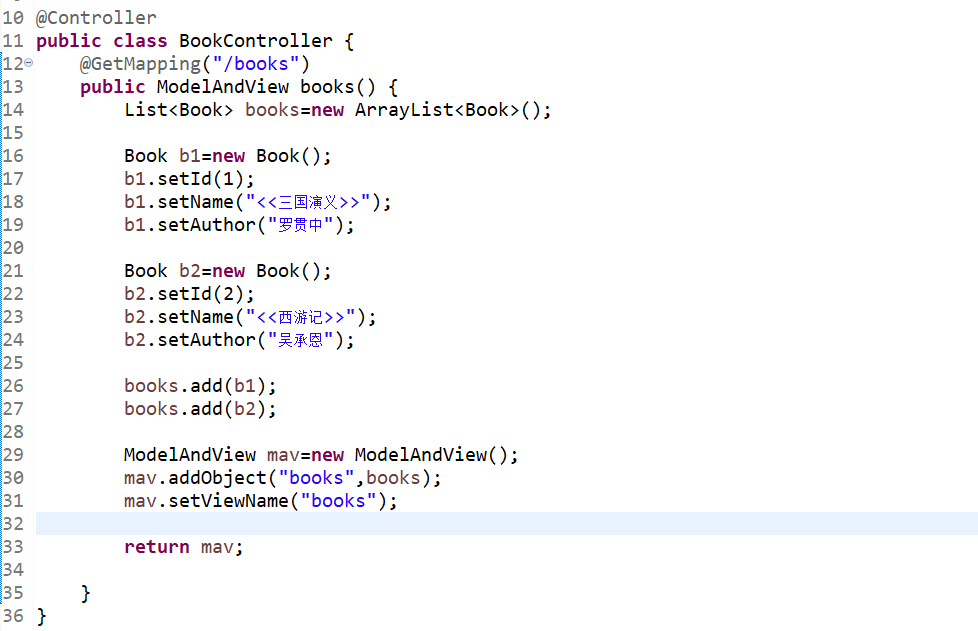 10 @Controller
11 public class BookController {
12 @GetMapping("/books")
13 public ModelAndView books() {
14 List<Book> books=new ArrayList<Book>();
15
16 Book b1=new Book();
17 b1.setId(1);
18 b1.setName("<<三国演义>>");
19 b1.setAuthor("罗贯中");
20
21 Book b2=new Book();
22 b2.setId(2);
23 b2.setName("<<西游记>>");
24 b2.setAuthor("吴承恩");
25
26 books.add(b1);
27 books.add(b2);
28
29 ModelAndView mav=new ModelAndView();
30 mav.addObject("books",books);
31 mav.setViewName("books");
32
33 return mav;
34
35 }
36 }